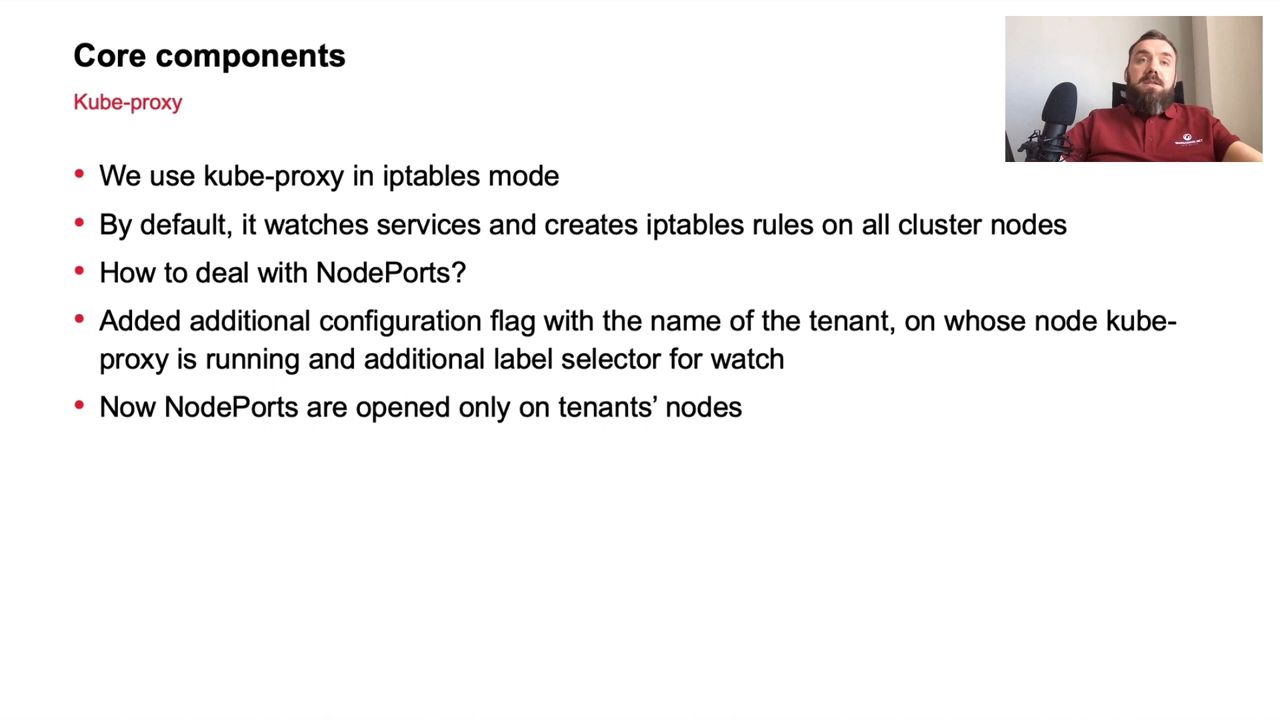 Core components
Kube-proxy
• We use kube-proxy in iptables mode
• By default, it watches services and creates iptables rules on all cluster nodes
• How to deal with NodePorts?
• Added additional configuration flag with the name of the tenant, on whose node kube-
proxy is running and additional label selector for watch
• Now NodePorts are opened only on tenants’ nodes